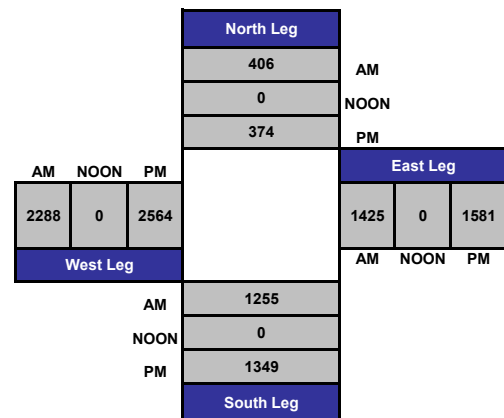 North Leg
406 AM
0 NOON
374 PM
AM NOON PM
East Leg
2288 0 2564
1425 0 1581
West Leg
AM NOON PM
AM 1255
NOON 0
PM 1349
South Leg